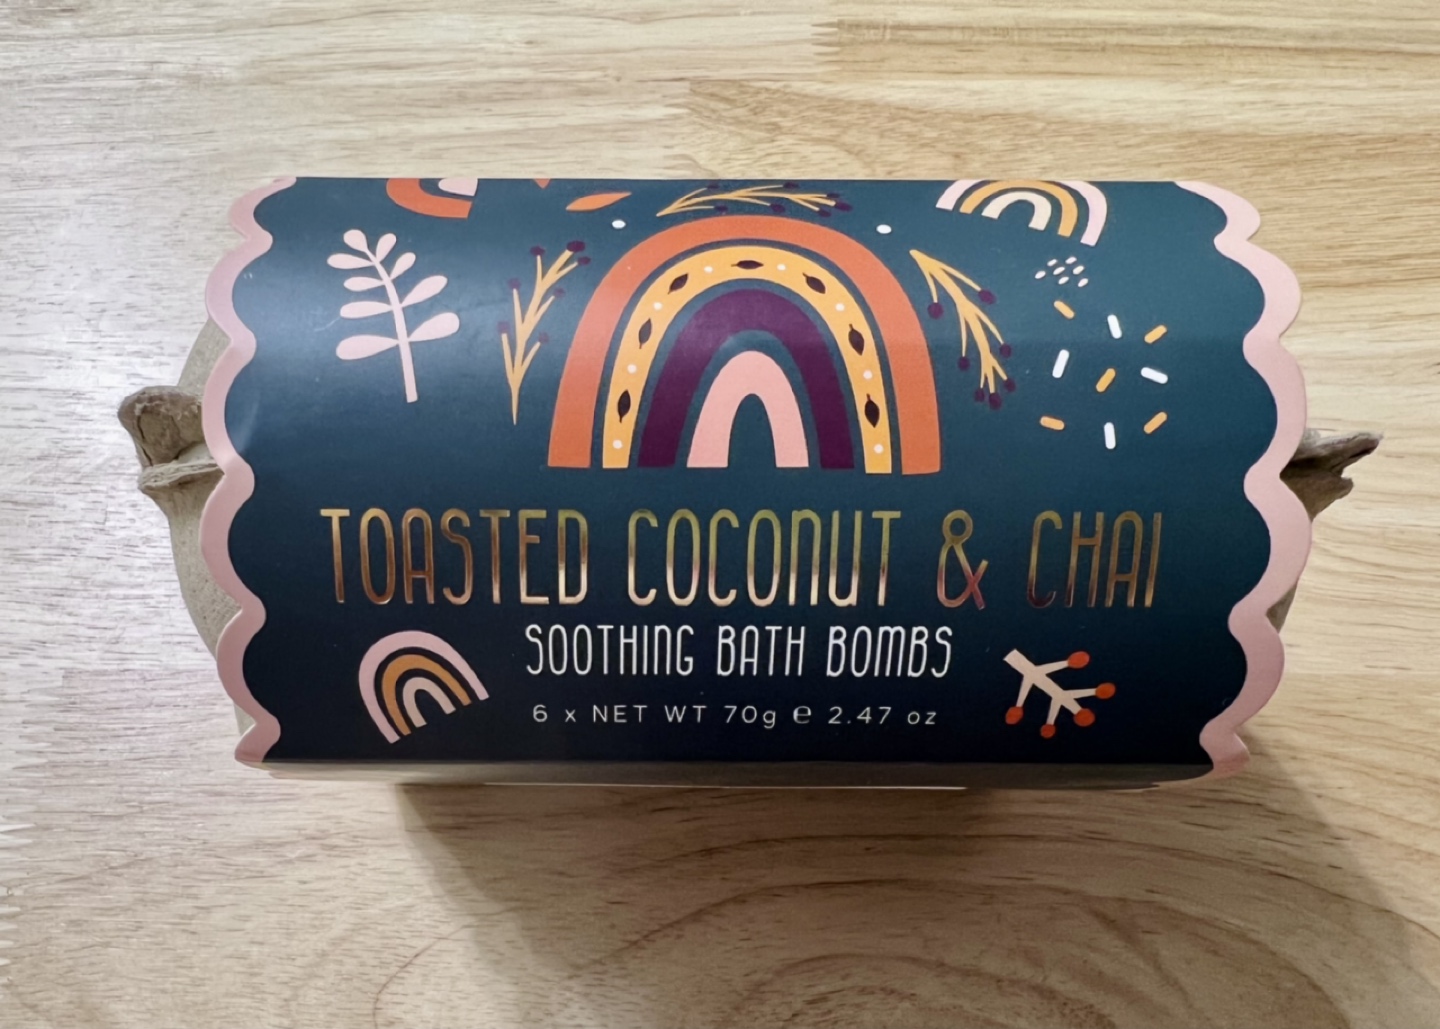 TOASTED COCONUT & CHAI
SOOTHING BATH BOMBS
6 x NET WT 70g ℮ 2.47 oz